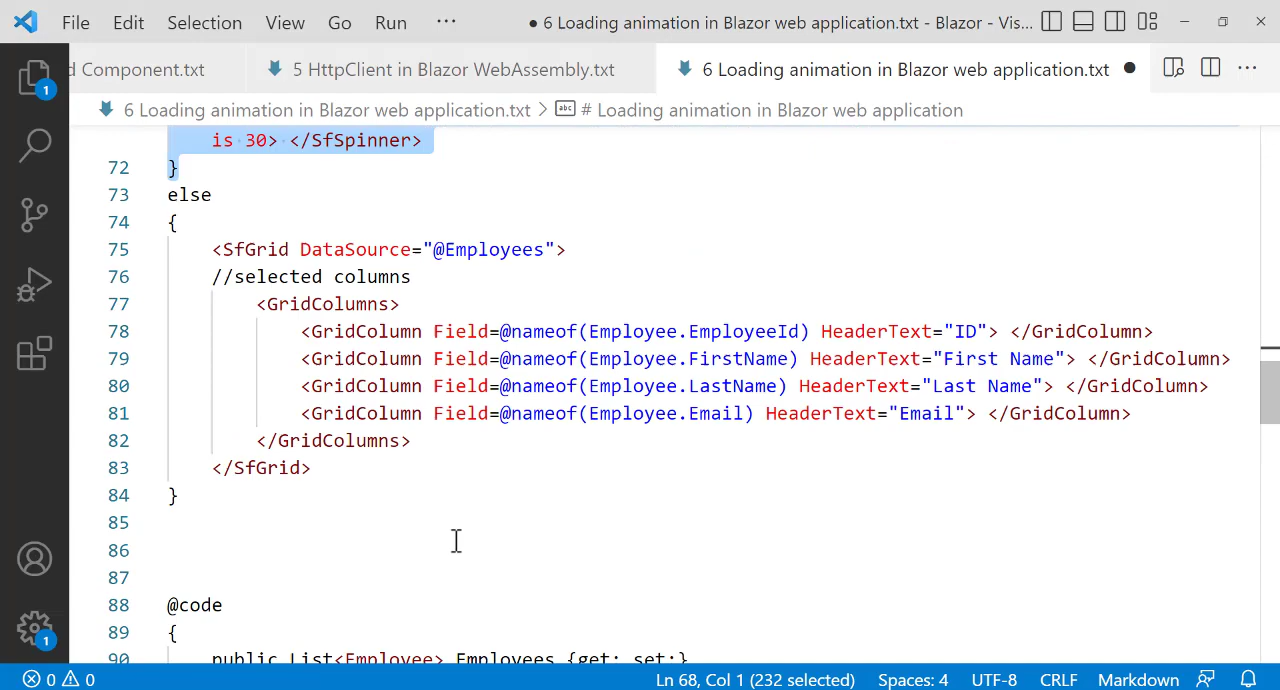 File Edit Selection View Go Run ··· ● 6 Loading animation in Blazor web application.txt - Blazor - Vis...
d Component.txt 5 HttpClient in Blazor WebAssembly.txt 6 Loading animation in Blazor web application.txt ● ···
6 Loading animation in Blazor web application.txt > abc # Loading animation in Blazor web application
is·30>·</SfSpinner>
72 }
73 else
74 {
75 <SfGrid DataSource="@Employees">
76 //selected columns
77 <GridColumns>
78 <GridColumn Field=@nameof(Employee.EmployeeId) HeaderText="ID"> </GridColumn>
79 <GridColumn Field=@nameof(Employee.FirstName) HeaderText="First Name"> </GridColumn>
80 <GridColumn Field=@nameof(Employee.LastName) HeaderText="Last Name"> </GridColumn>
81 <GridColumn Field=@nameof(Employee.Email) HeaderText="Email"> </GridColumn>
82 </GridColumns>
83 </SfGrid>
84 }
85
86
87
88 @code
89 {
90 public List<Employee> Employees {get; set;}
1
1
0 0 Ln 68, Col 1 (232 selected) Spaces: 4 UTF-8 CRLF Markdown